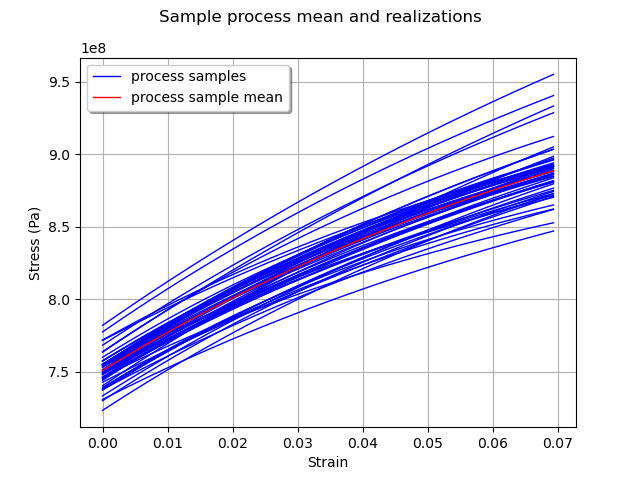 Sample process mean and realizations
1e8
process samples
process sample mean
9.5
9.0
8.5
8.0
7.5
Stress (Pa)
0.00 0.01 0.02 0.03 0.04 0.05 0.06 0.07
Strain